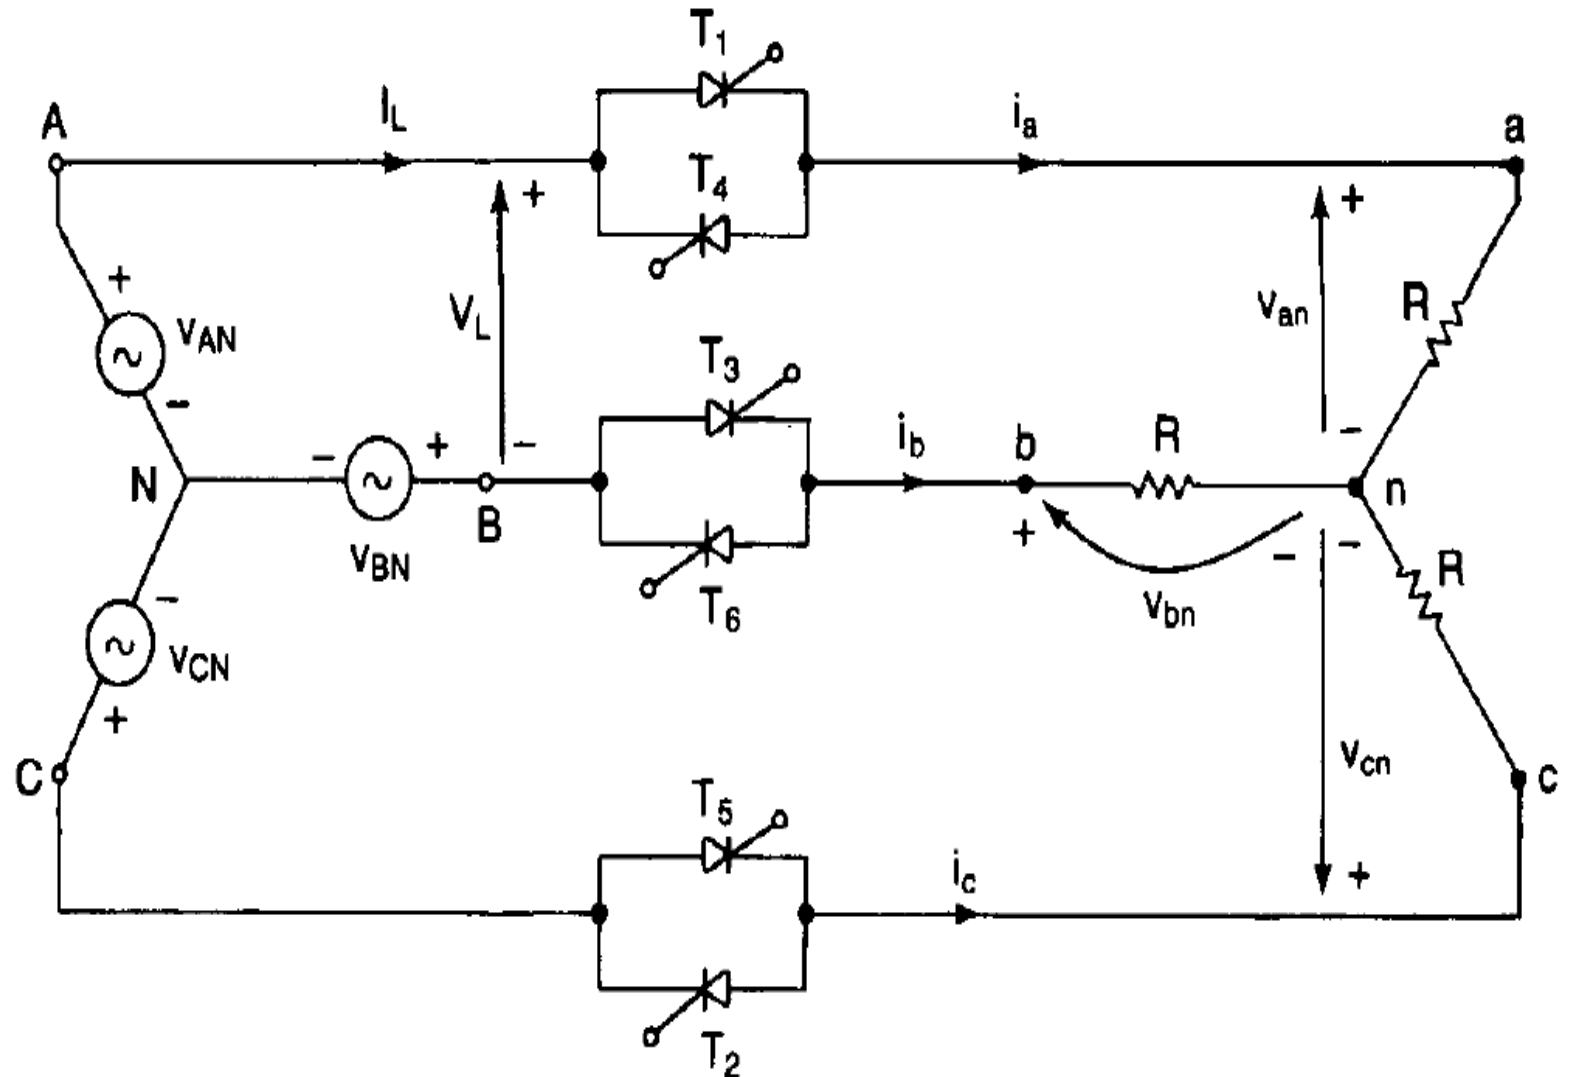 T1
A
IL
ia
a
T4
+
+
+
VL
van
R
vAN
-
T3
-
N
-
+
-
ib
b
R
n
B
+
-
-
vBN
vbn
R
-
T6
vCN
+
vcn
C
c
T5
ic
+
T2